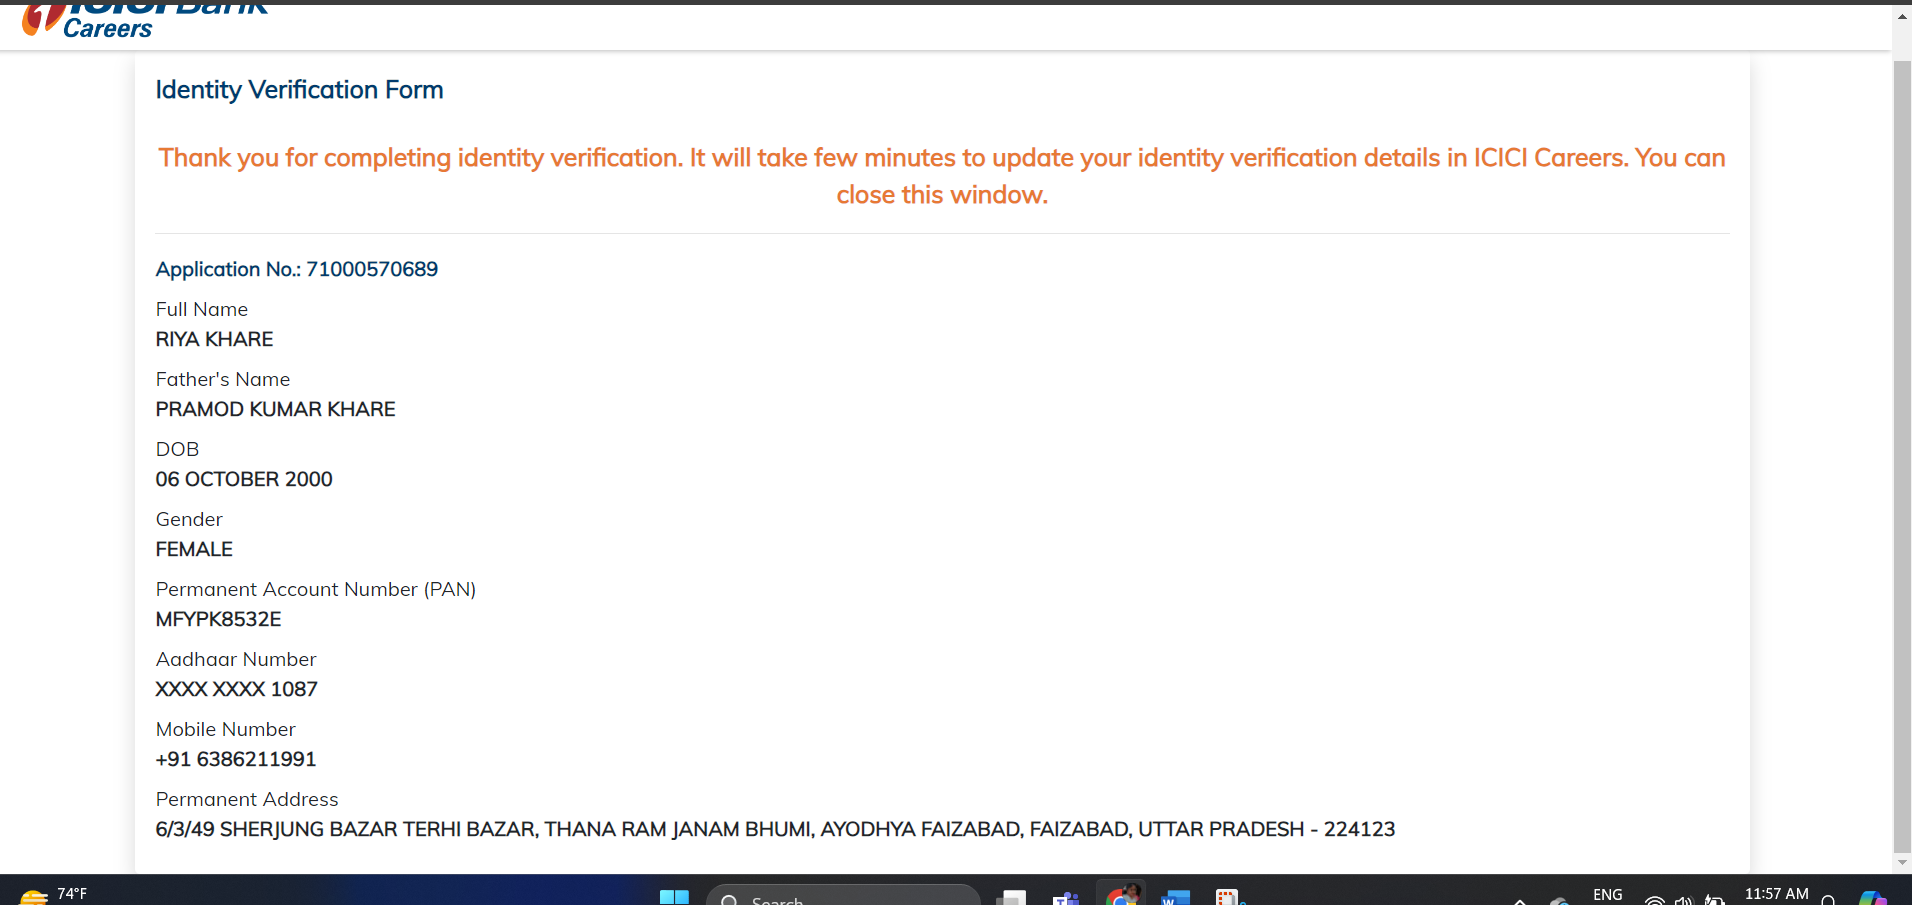 ICICI Bank
Careers
Identity Verification Form
Thank you for completing identity verification. It will take few minutes to update your identity verification details in ICICI Careers. You can
close this window.
Application No.: 71000570689
Full Name
RIYA KHARE
Father's Name
PRAMOD KUMAR KHARE
DOB
06 OCTOBER 2000
Gender
FEMALE
Permanent Account Number (PAN)
MFYPK8532E
Aadhaar Number
XXXX XXXX 1087
Mobile Number
+91 6386211991
Permanent Address
6/3/49 SHERJUNG BAZAR TERHI BAZAR, THANA RAM JANAM BHUMI, AYODHYA FAIZABAD, FAIZABAD, UTTAR PRADESH - 224123
74°F
Search
ENG
11:57 AM